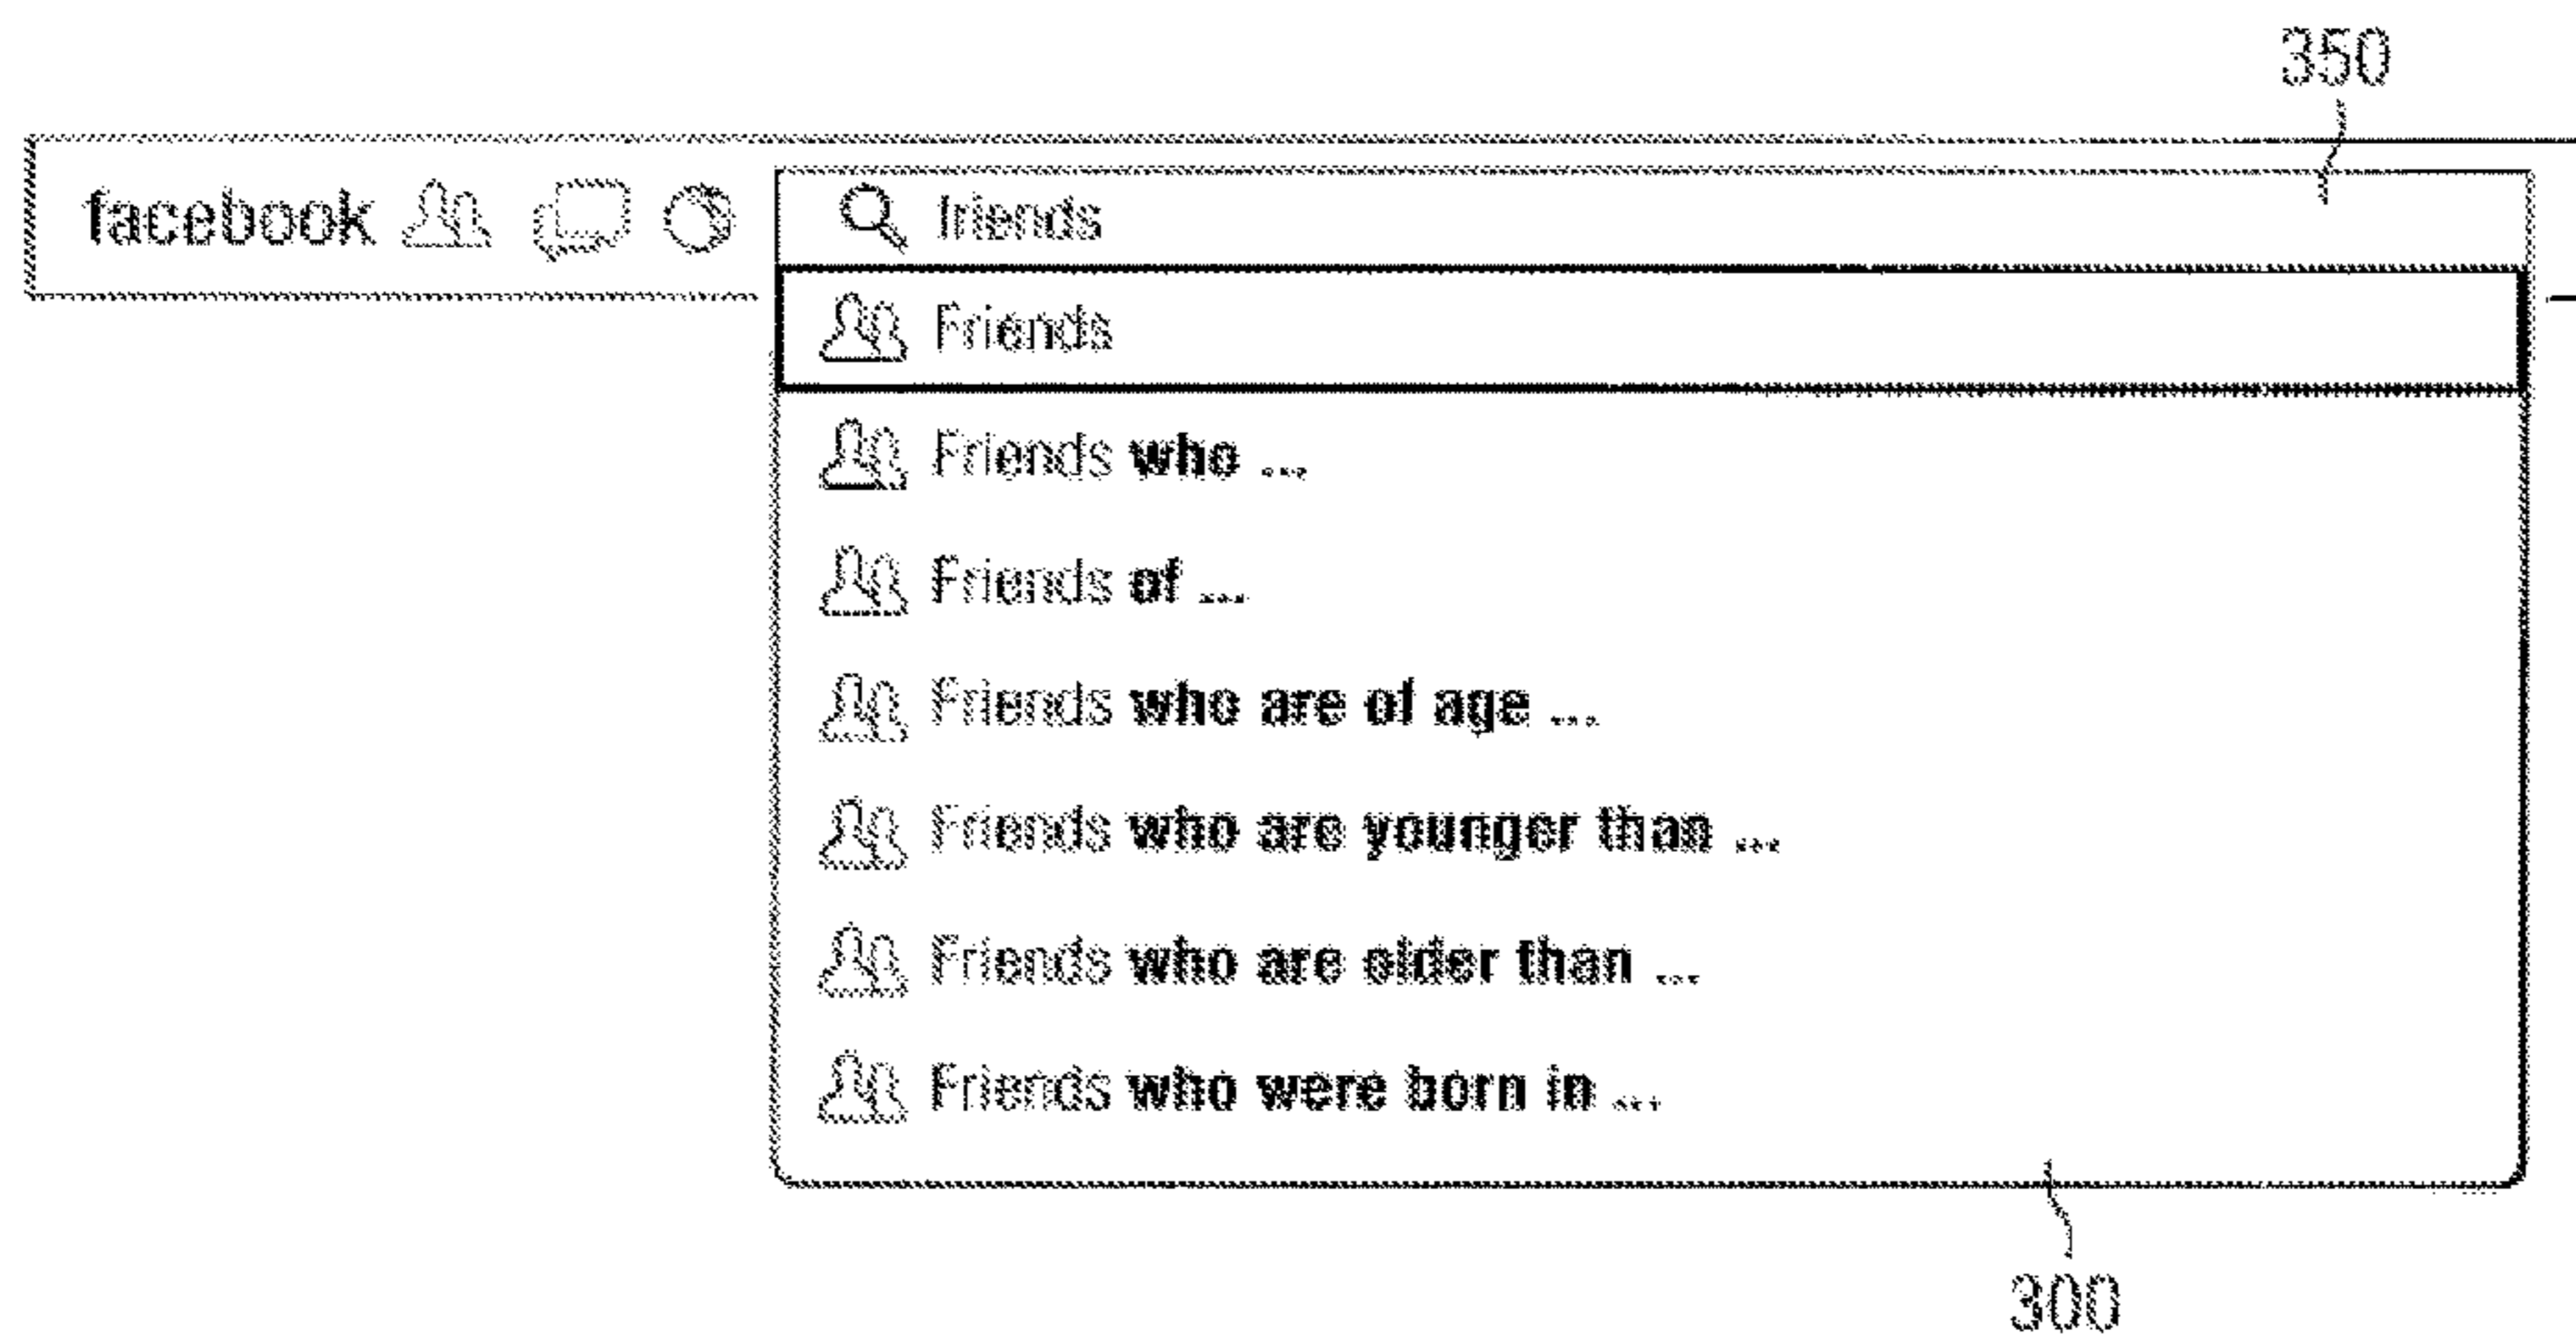 350
facebook friends
Friends
Friends who ...
Friends of ...
Friends who are of age ...
Friends who are younger than ...
Friends who are older than ...
Friends who were born in ...
300